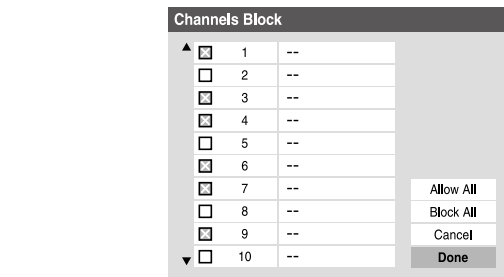 Channels Block
1 --
2 --
3 --
4 --
5 --
6 --
7 --
Allow All
8 --
Block All
9 --
Cancel
10 --
Done